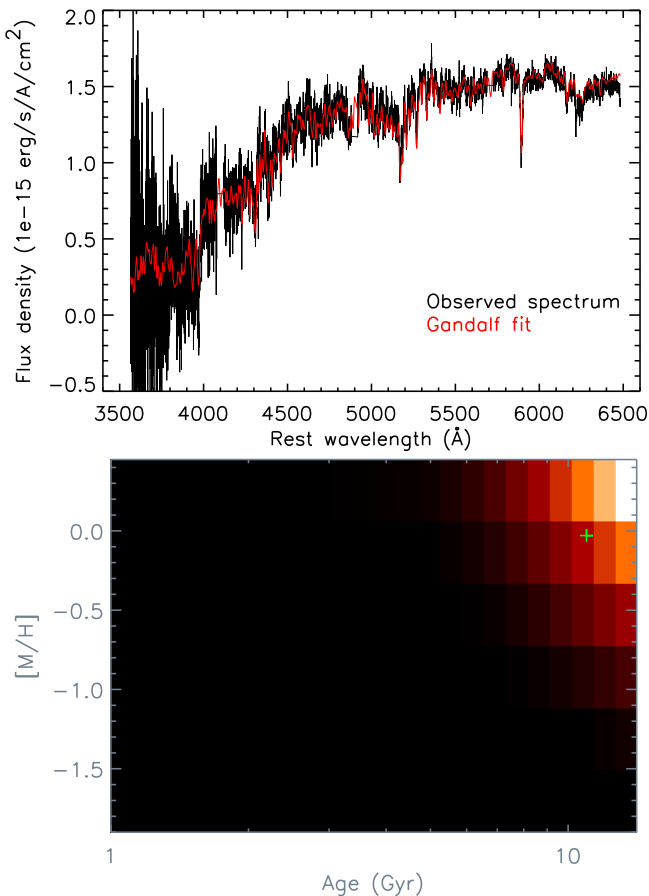 2.0
1.5
1.0
0.5
0.0
−0.5
Flux density (1e−15 erg/s/A/cm²)
Observed spectrum
Gandalf fit
3500 4000 4500 5000 5500 6000 6500
Rest wavelength (Å)
0.0
−0.5
−1.0
−1.5
[M/H]
1 10
Age (Gyr)